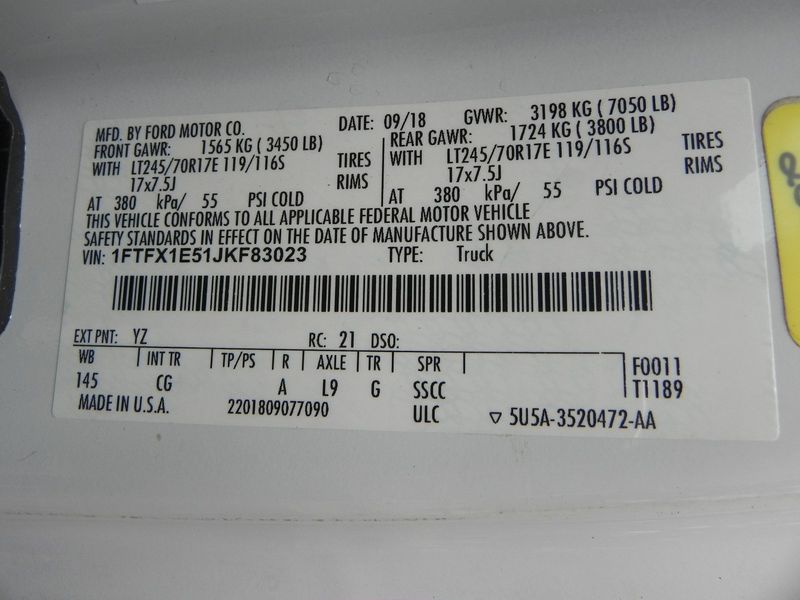 MFD. BY FORD MOTOR CO. DATE: 09/18 GVWR: 3198 KG ( 7050 LB)
FRONT GAWR: 1565 KG ( 3450 LB) REAR GAWR: 1724 KG ( 3800 LB)
WITH LT245/70R17E 119/116S TIRES WITH LT245/70R17E 119/116S TIRES
17x7.5J RIMS 17x7.5J RIMS
AT 380 kPa/ 55 PSI COLD AT 380 kPa/ 55 PSI COLD
THIS VEHICLE CONFORMS TO ALL APPLICABLE FEDERAL MOTOR VEHICLE
SAFETY STANDARDS IN EFFECT ON THE DATE OF MANUFACTURE SHOWN ABOVE.
VIN: 1FTFX1E51JKF83023 TYPE: Truck
EXT PNT: YZ RC: 21 DSO:
WB INT TR TP/PS R AXLE TR SPR F0011
145 CG A L9 G SSCC T1189
MADE IN U.S.A. 2201809077090 ULC ▽ 5U5A-3520472-AA